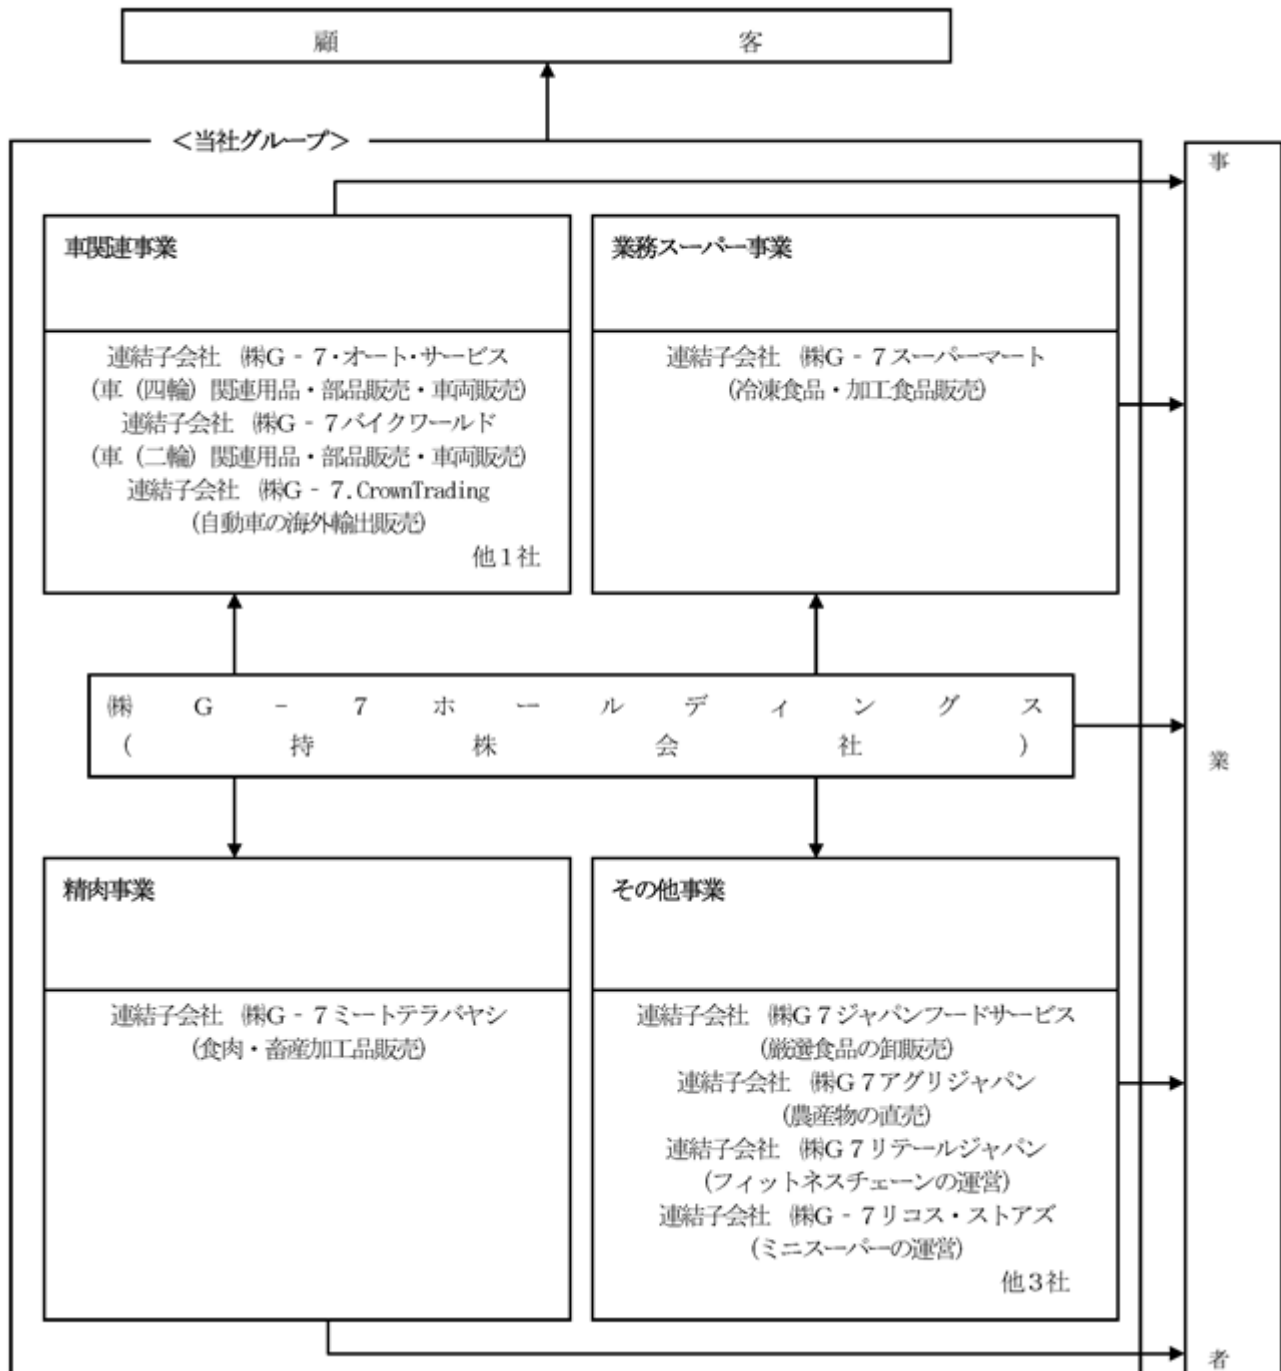 顧客
<当社グループ>
車関連事業
連結子会社 ㈱G-7・オート・サービス
(車（四輪）関連用品・部品販売・車両販売)
連結子会社 ㈱G-7バイクワールド
(車（二輪）関連用品・部品販売・車両販売)
連結子会社 ㈱G-7.CrownTrading
(自動車の海外輸出販売)
他1社
業務スーパー事業
連結子会社 ㈱G-7スーパーマート
(冷凍食品・加工食品販売)
㈱G-7ホールディングス
(持株会社)
精肉事業
連結子会社 ㈱G-7ミートテラバヤシ
(食肉・畜産加工品販売)
その他事業
連結子会社 ㈱G7ジャパンフードサービス
(厳選食品の卸販売)
連結子会社 ㈱G7アグリジャパン
(農産物の直売)
連結子会社 ㈱G7リテールジャパン
(フィットネスチェーンの運営)
連結子会社 ㈱G-7リコス・ストアズ
(ミニスーパーの運営)
他3社
事業者